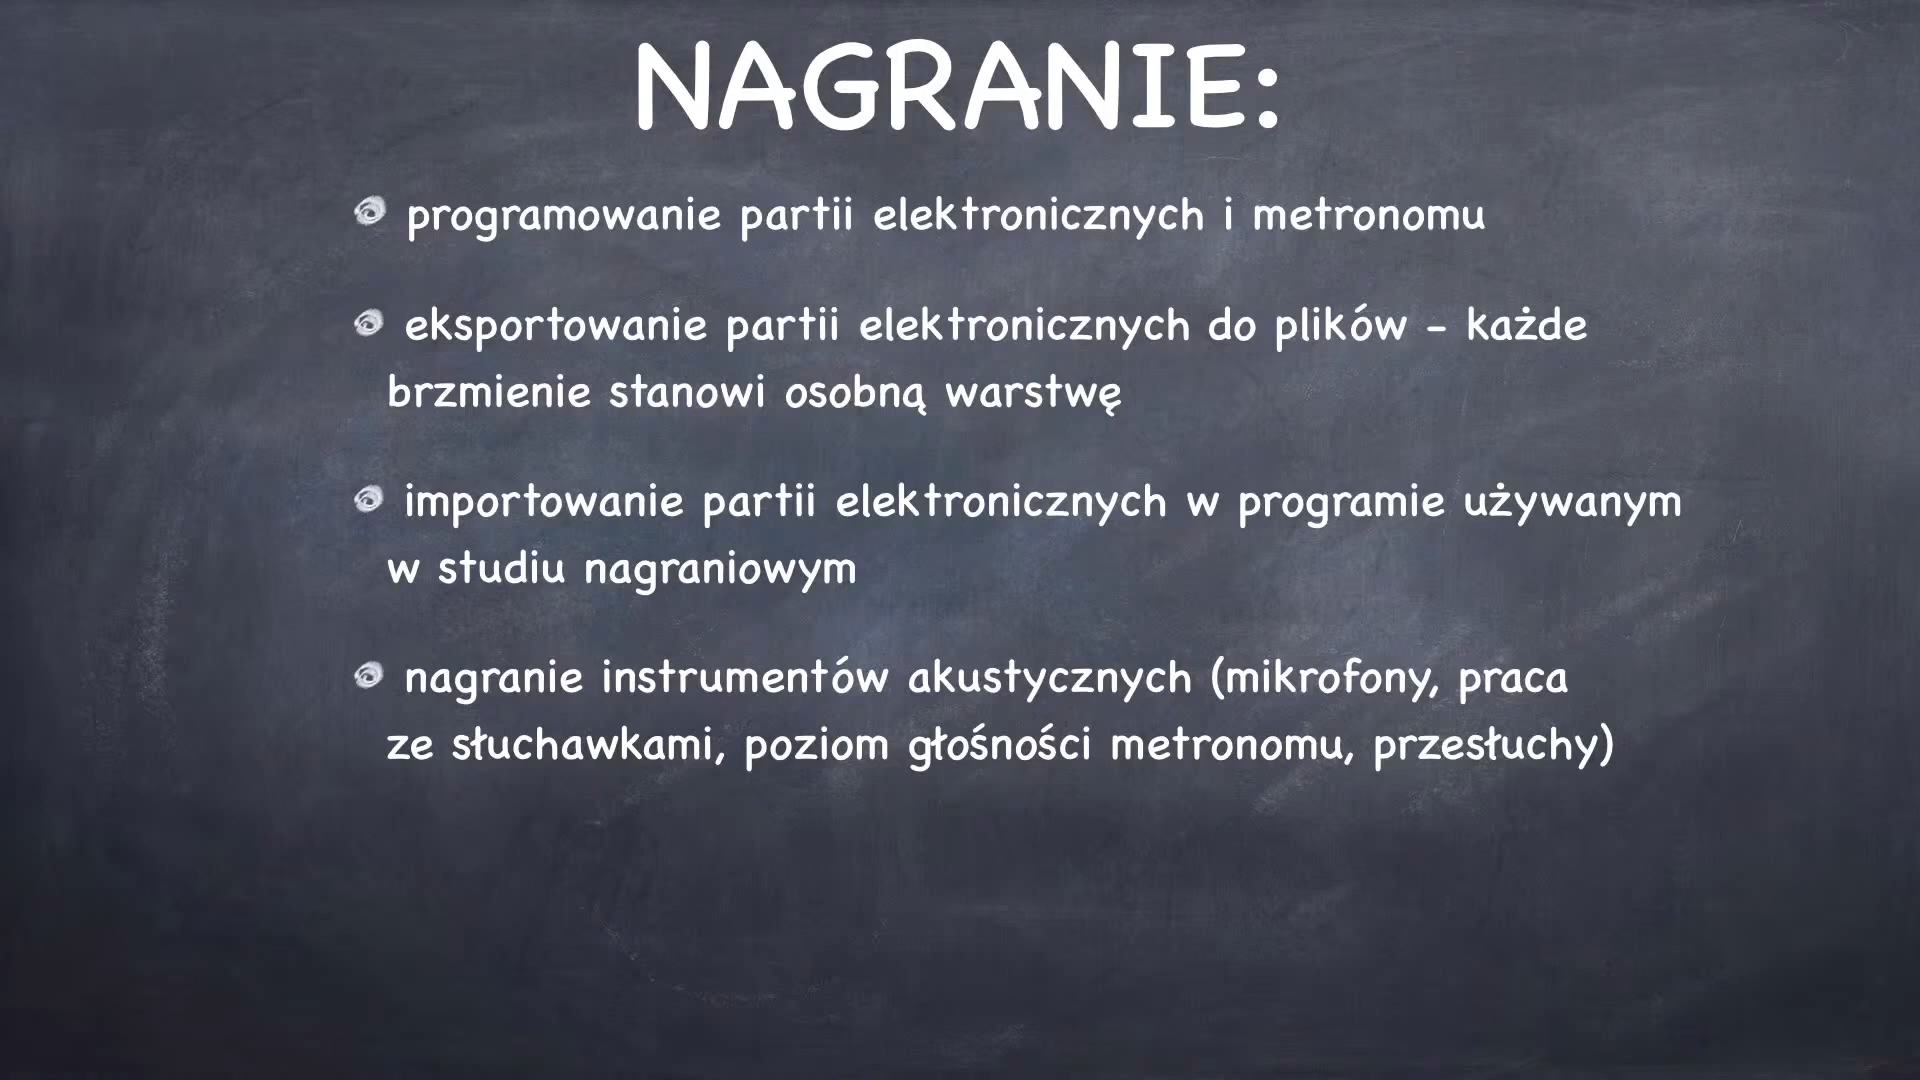 NAGRANIE:
programowanie partii elektronicznych i metronomu
eksportowanie partii elektronicznych do plików - każde
brzmienie stanowi osobną warstwę
importowanie partii elektronicznych w programie używanym
w studiu nagraniowym
nagranie instrumentów akustycznych (mikrofony, praca
ze słuchawkami, poziom głośności metronomu, przesłuchy)